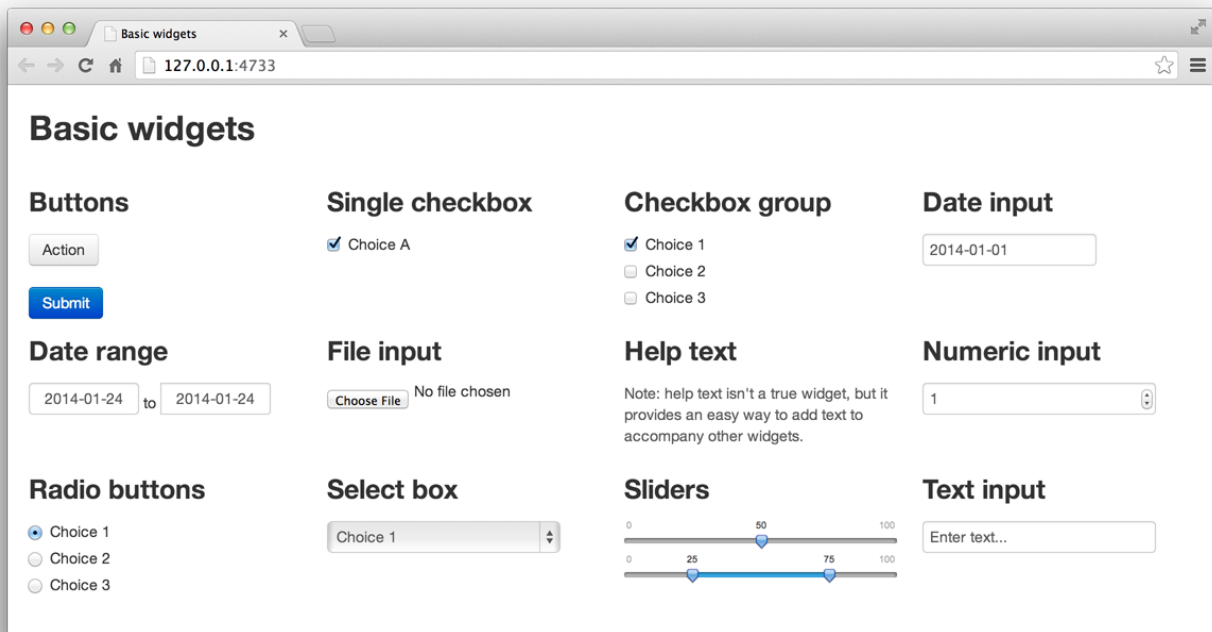 Basic widgets
127.0.0.1:4733
Basic widgets
Buttons
Action
Submit
Single checkbox
Choice A
Checkbox group
Choice 1
Choice 2
Choice 3
Date input
2014-01-01
Date range
2014-01-24 to 2014-01-24
File input
Choose File No file chosen
Help text
Note: help text isn't a true widget, but it
provides an easy way to add text to
accompany other widgets.
Numeric input
1
Radio buttons
Choice 1
Choice 2
Choice 3
Select box
Choice 1
Sliders
0 50 100
0 25 75 100
Text input
Enter text...